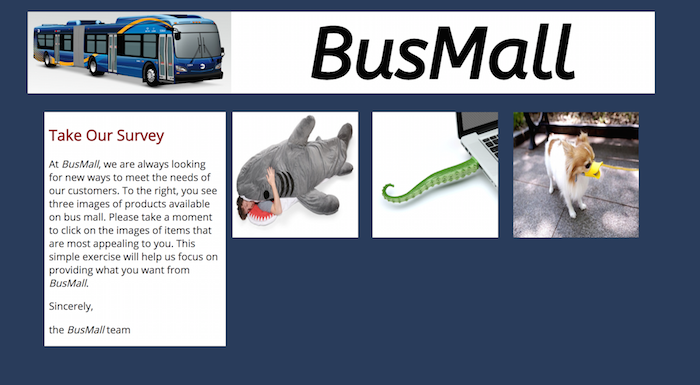 BusMall
Take Our Survey
At BusMall, we are always looking
for new ways to meet the needs of
our customers. To the right, you see
three images of products available
on bus mall. Please take a moment
to click on the images of items that
are most appealing to you. This
simple exercise will help us focus on
providing what you want from
BusMall.
Sincerely,
the BusMall team